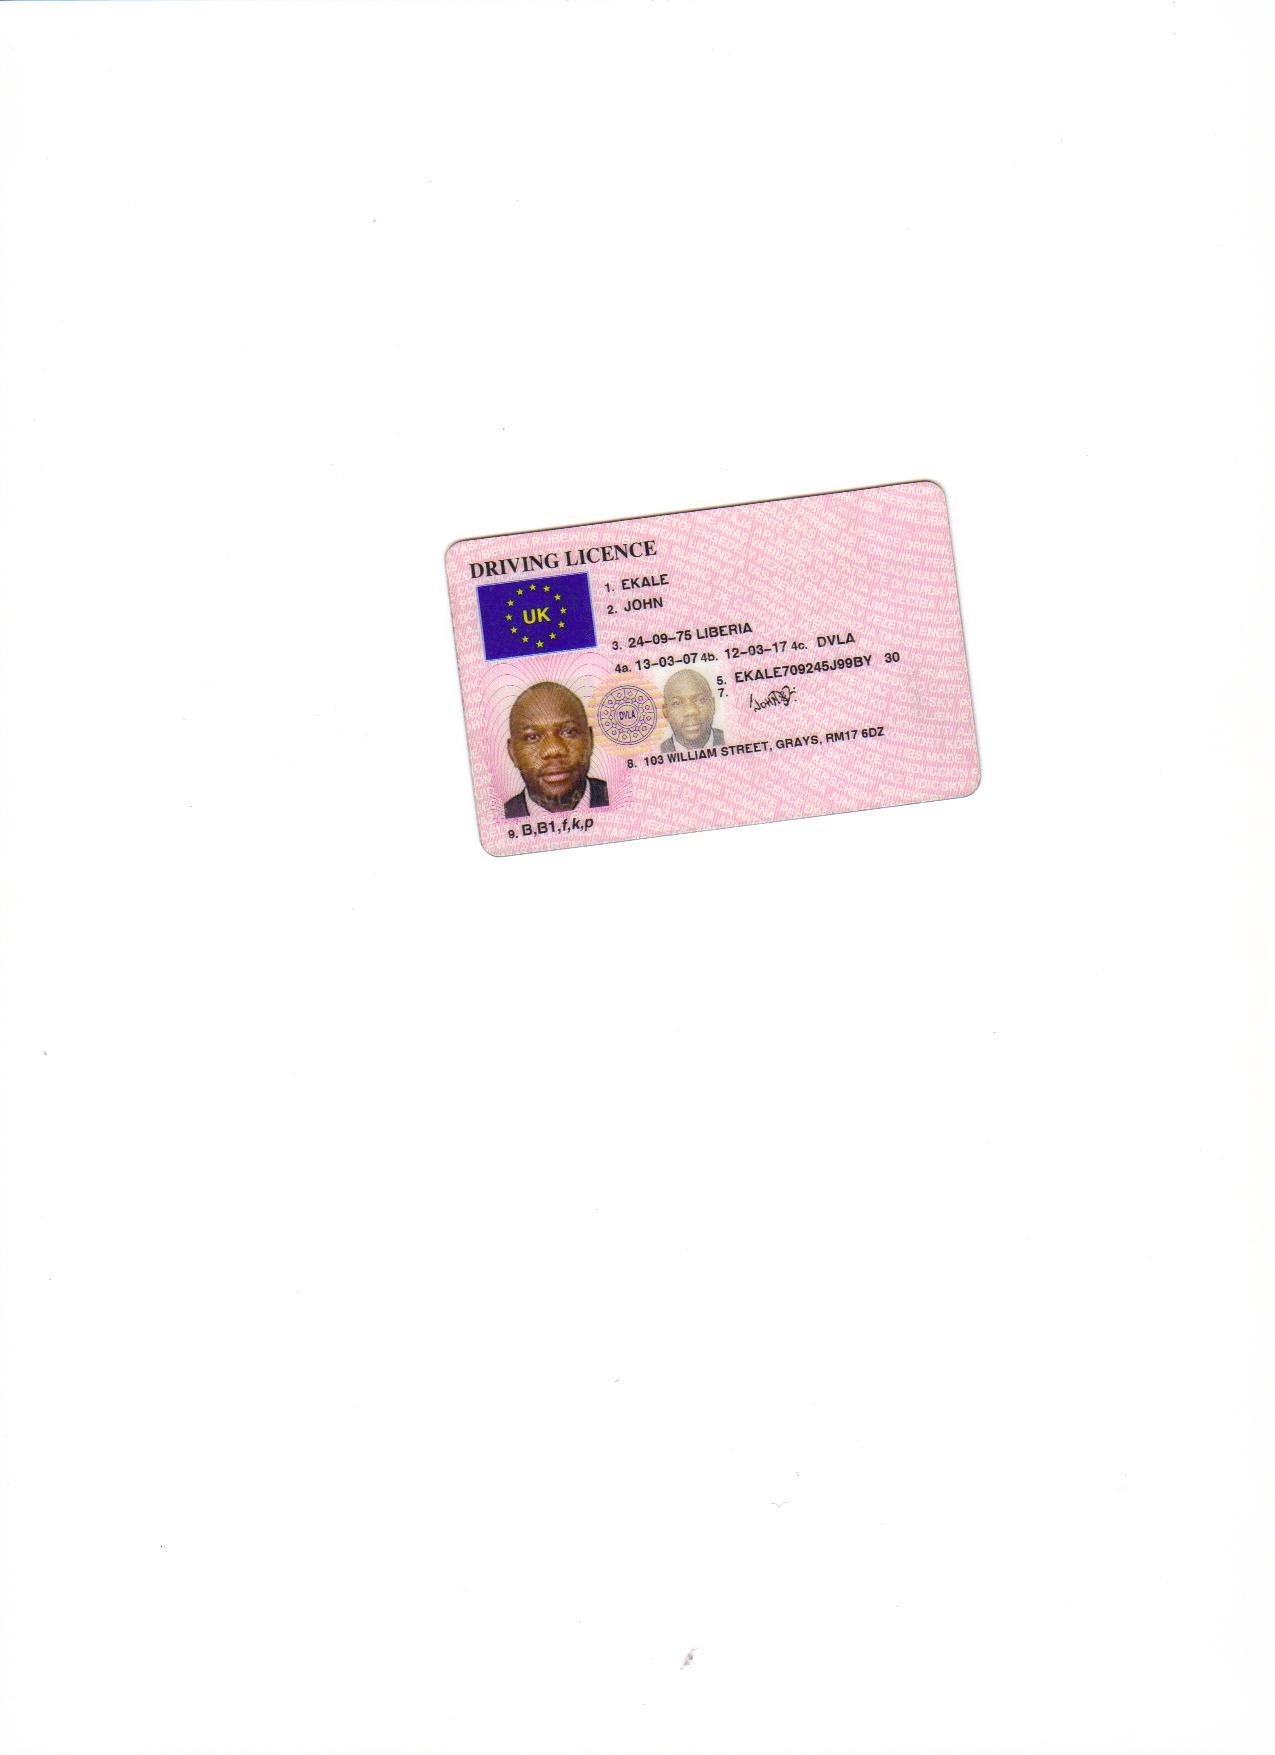 DRIVING LICENCE
UK
1. EKALE
2. JOHN
3. 24-09-75 LIBERIA
4a. 13-03-07 4b. 12-03-17 4c. DVLA
5. EKALE709245J99BY 30
7.
DVLA
8. 103 WILLIAM STREET, GRAYS, RM17 6DZ
9. B,B1,f,k,p